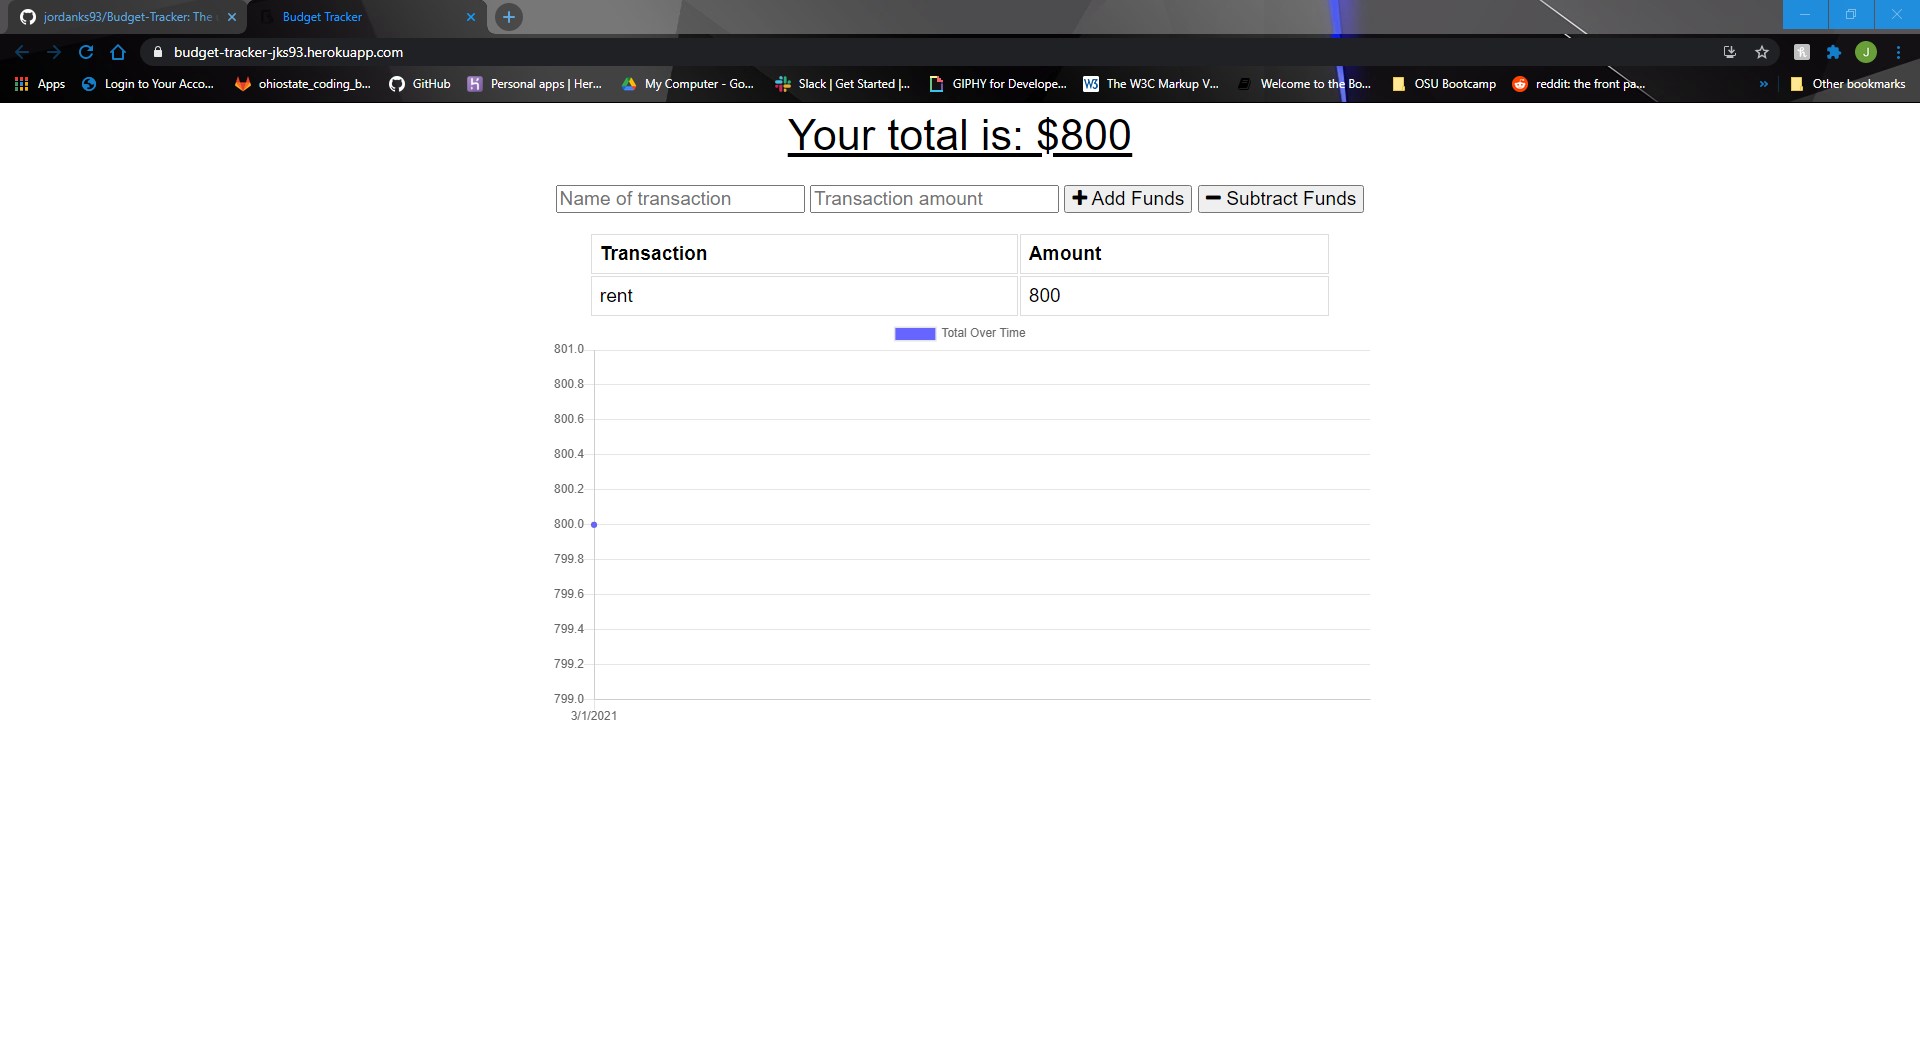 jordanks93/Budget-Tracker: The
Budget Tracker
budget-tracker-jks93.herokuapp.com
J
Apps
Login to Your Acco...
ohiostate_coding_b...
GitHub
Personal apps | Her...
My Computer - Go...
Slack | Get Started |...
GIPHY for Develope...
W3 The W3C Markup V...
Welcome to the Bo...
OSU Bootcamp
reddit: the front pa...
»
Other bookmarks
Your total is: $800
Name of transaction Transaction amount Add Funds Subtract Funds
Transaction Amount
rent 800
Total Over Time
801.0
800.8
800.6
800.4
800.2
800.0
799.8
799.6
799.4
799.2
799.0
3/1/2021